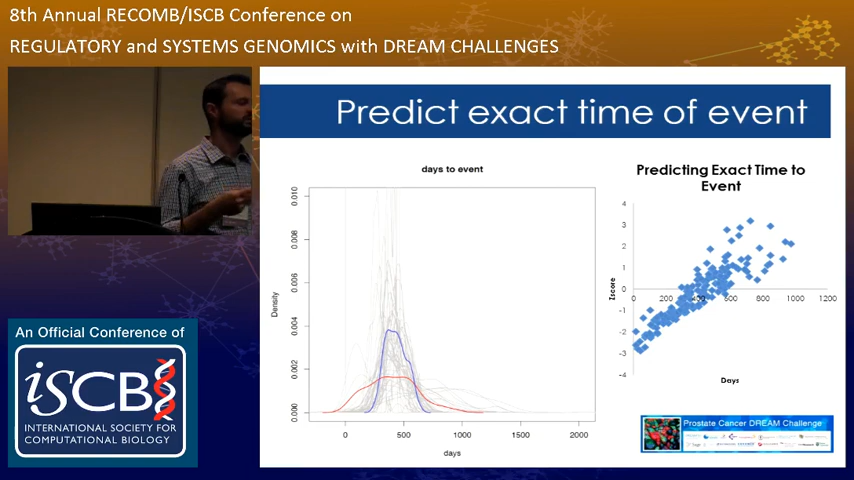 8th Annual RECOMB/ISCB Conference on
REGULATORY and SYSTEMS GENOMICS with DREAM CHALLENGES
Predict exact time of event
days to event
Density
0.000
0.002
0.004
0.006
0.008
0.010
0
500
1000
1500
2000
days
Predicting Exact Time to
Event
Zscore
4
3
2
1
0
-1
-2
-3
-4
0
200
400
600
800
1000
1200
Days
Prostate Cancer DREAM Challenge
An Official Conference of
iSCB
INTERNATIONAL SOCIETY FOR
COMPUTATIONAL BIOLOGY